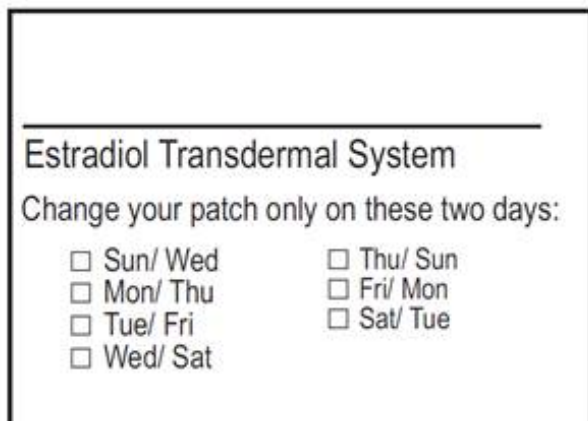 Estradiol Transdermal System
Change your patch only on these two days:
☐ Sun/ Wed
☐ Mon/ Thu
☐ Tue/ Fri
☐ Wed/ Sat
☐ Thu/ Sun
☐ Fri/ Mon
☐ Sat/ Tue